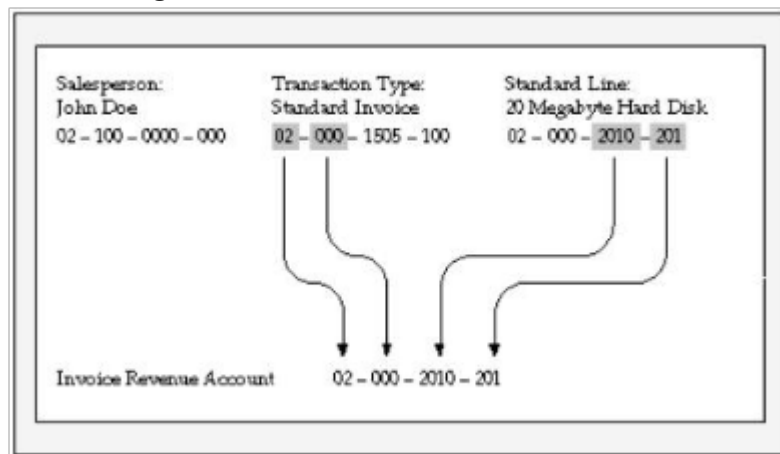 Salesperson:
John Doe
02 – 100 – 0000 – 000
Transaction Type:
Standard Invoice
02 – 000 – 1505 – 100
Standard Line:
20 Megabyte Hard Disk
02 – 000 – 2010 – 201
Invoice Revenue Account
02 – 000 – 2010 – 201